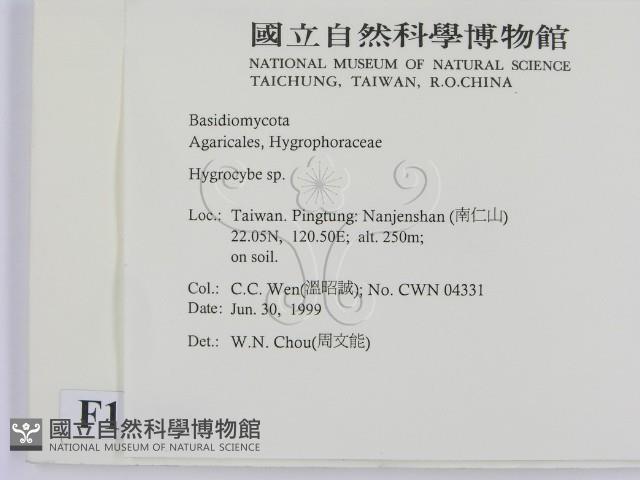 國立自然科學博物館
NATIONAL MUSEUM OF NATURAL SCIENCE
TAICHUNG, TAIWAN, R.O.CHINA
Basidiomycota
Agaricales, Hygrophoraceae
Hygrocybe sp.
Loc.: Taiwan. Pingtung: Nanjenshan (南仁山)
22.05N, 120.50E; alt. 250m;
on soil.
Col.: C.C. Wen(溫昭誠); No. CWN 04331
Date: Jun. 30, 1999
Det.: W.N. Chou(周文能)
F1
國立自然科學博物館
NATIONAL MUSEUM OF NATURAL SCIENCE